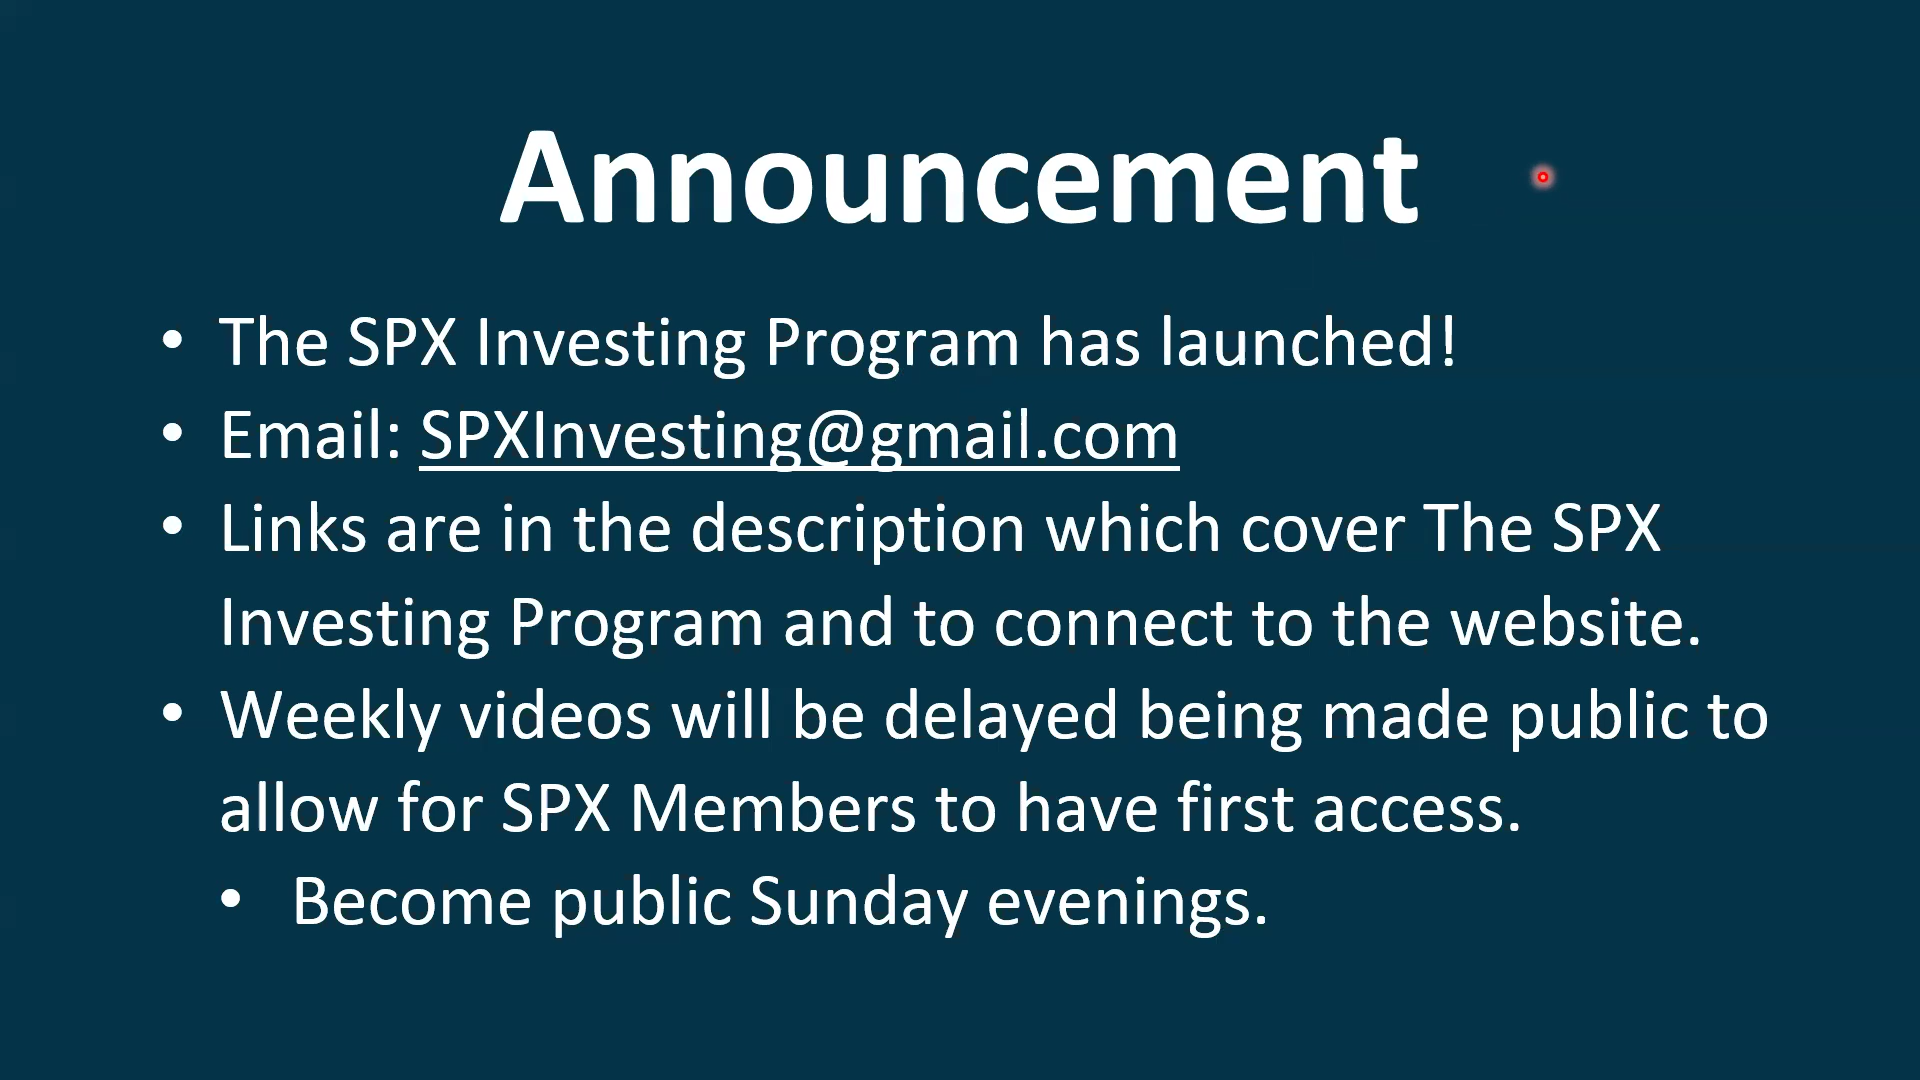 Announcement
• The SPX Investing Program has launched!
• Email: SPXInvesting@gmail.com
• Links are in the description which cover The SPX
Investing Program and to connect to the website.
• Weekly videos will be delayed being made public to
allow for SPX Members to have first access.
• Become public Sunday evenings.